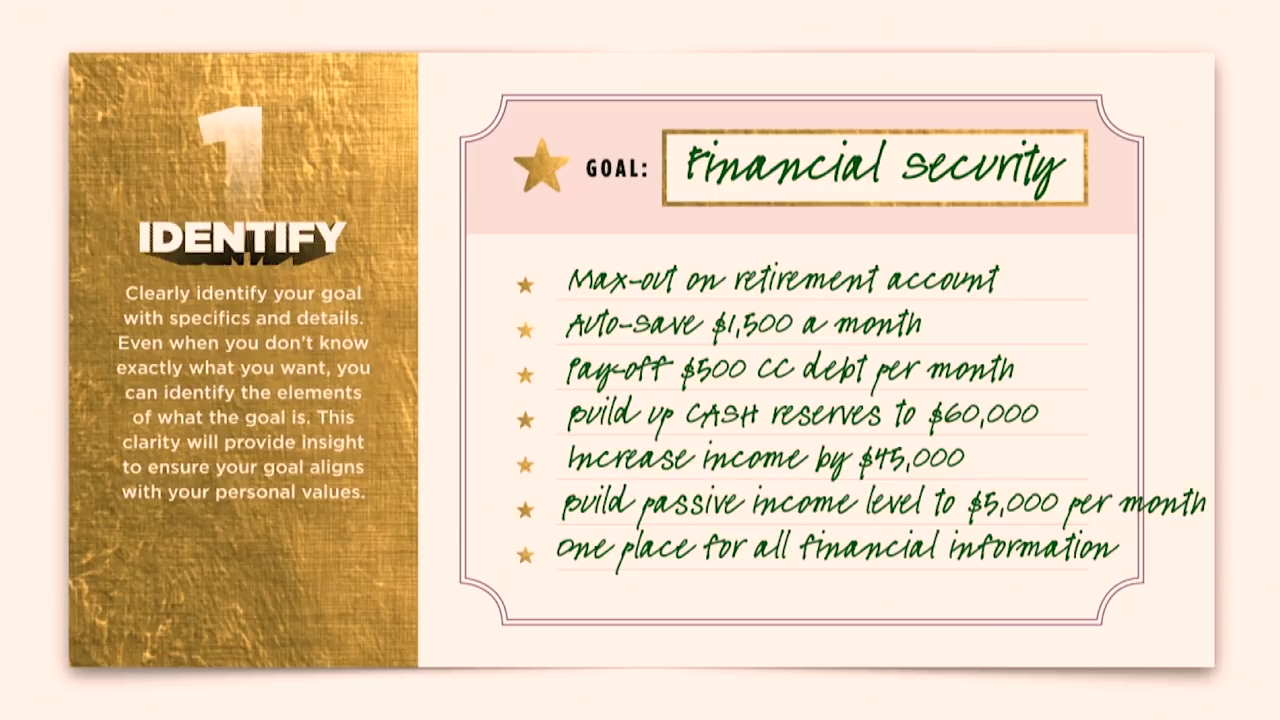 1
IDENTIFY
Clearly identify your goal
with specifics and details.
Even when you don't know
exactly what you want, you
can identify the elements
of what the goal is. This
clarity will provide insight
to ensure your goal aligns
with your personal values.
GOAL: Financial Security
Max-out on retirement account
Auto-Save $1,500 a month
Pay-off $500 CC debt per month
Build up CASH reserves to $60,000
Increase income by $45,000
Build passive income level to $5,000 per month
One place for all financial information